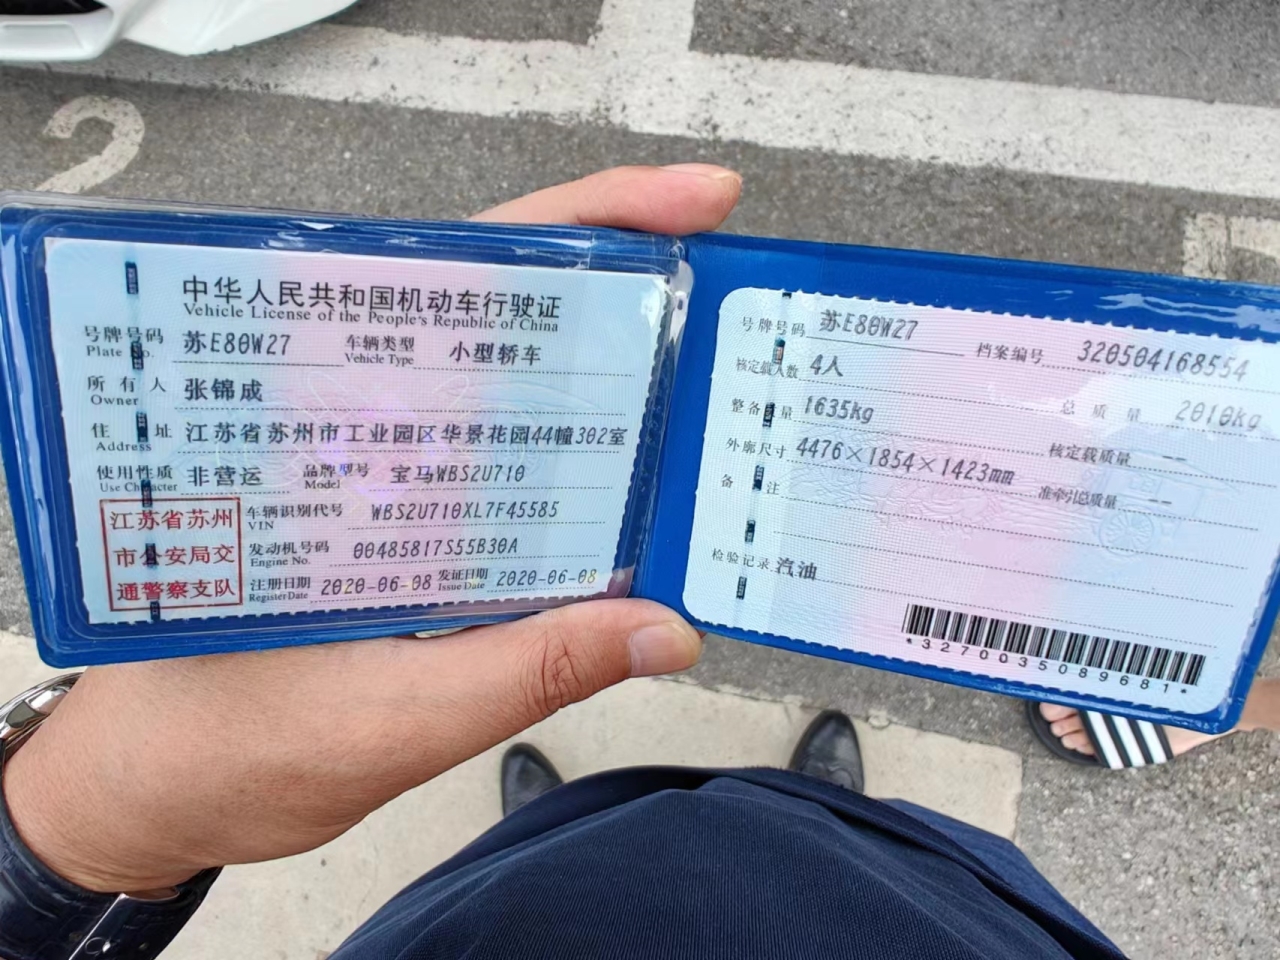 2
中华人民共和国机动车行驶证
Vehicle License of the People's Republic of China
号牌号码 苏E80W27 车辆类型 小型轿车
Plate No. Vehicle Type
所有人 张锦成
Owner
住址 江苏省苏州市工业园区华景花园44幢302室
Address
使用性质 非营运 品牌型号 宝马WBS2U710
Use Character Model
江苏省苏州
市公安局交
通警察支队
车辆识别代号 WBS2U710XL7F45585
VIN
发动机号码 00485817S55B30A
Engine No.
注册日期 2020-06-08 发证日期 2020-06-08
Register Date Issue Date
号牌号码 苏E80W27 档案编号 320504168554
核定载人数 4人 总质量 2010kg
整备质量 1635kg 核定载质量 --
外廓尺寸 4476×1854×1423mm 准牵引总质量 --
备注
检验记录 汽油
*3270035089681*